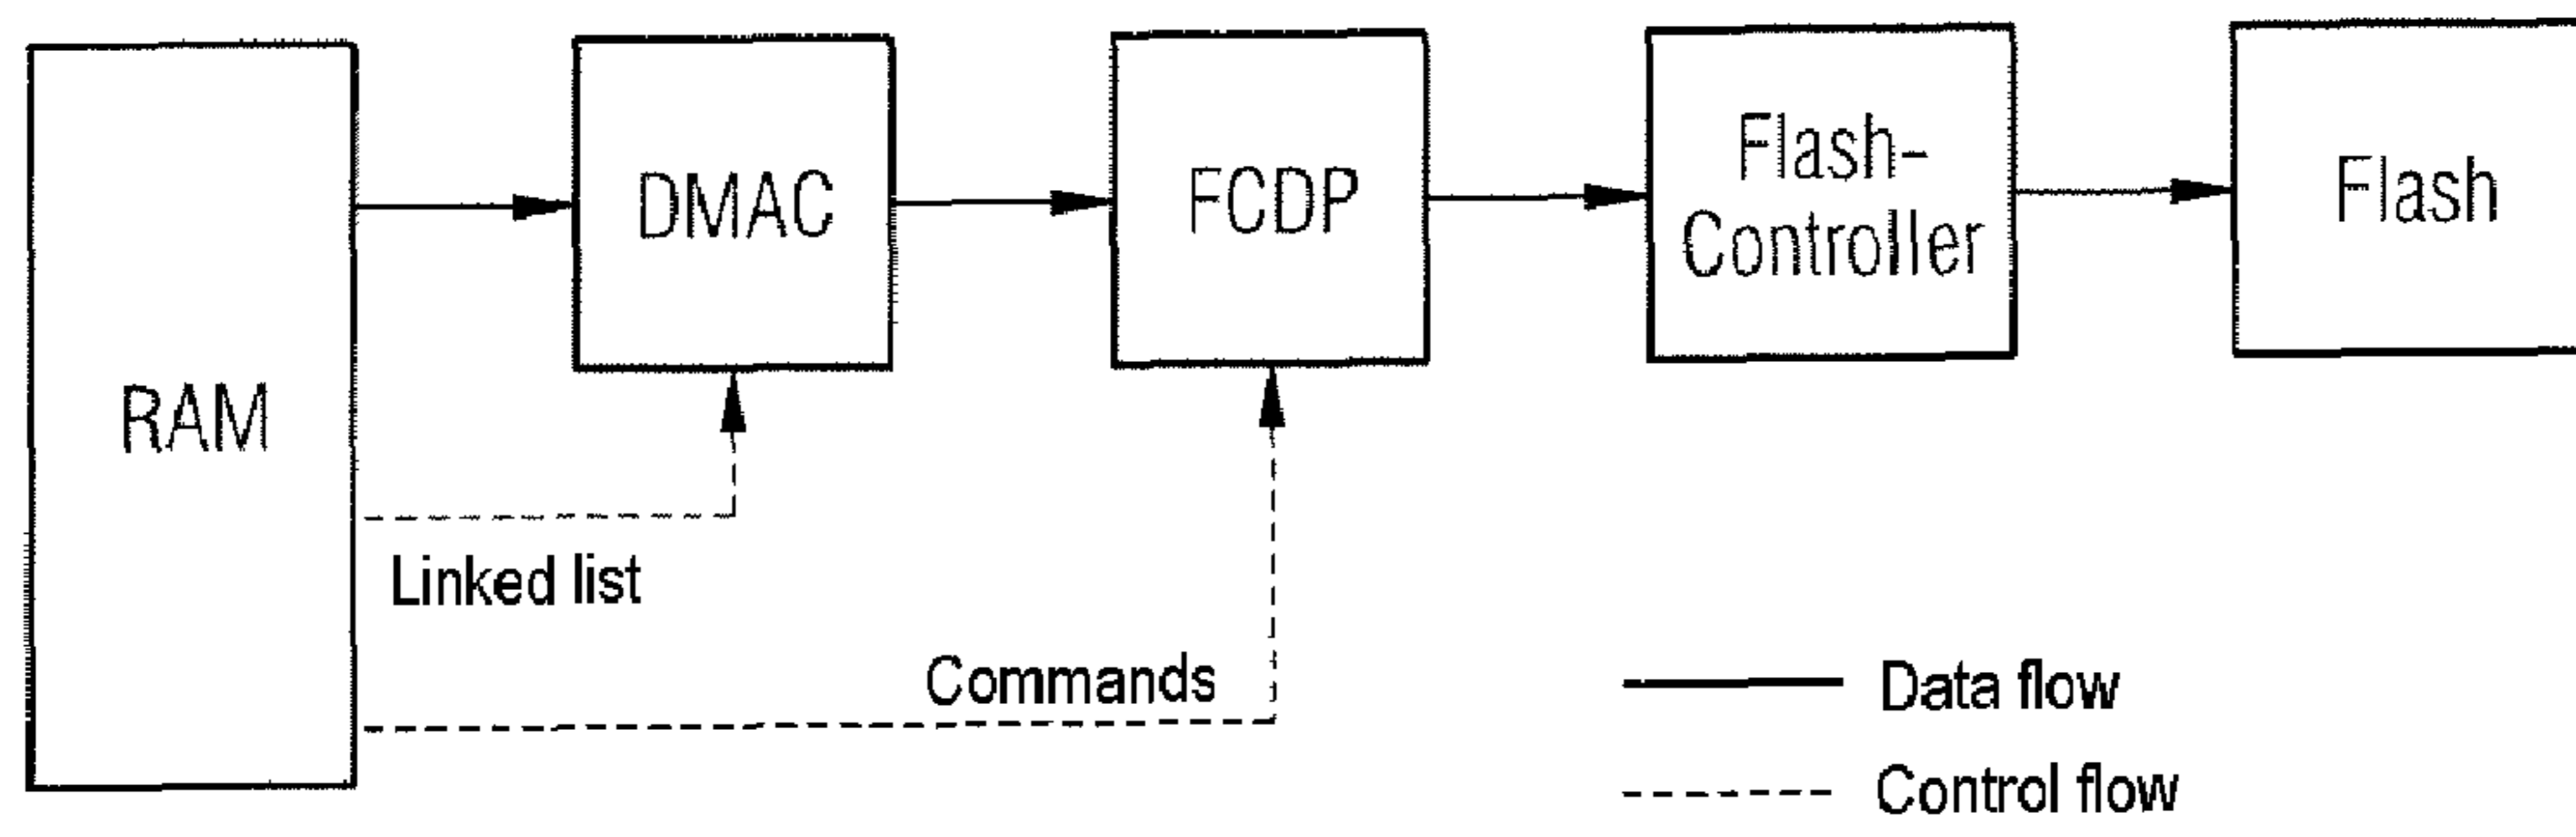 RAM
DMAC
FCDP
Flash-
Controller
Flash
Linked list
Commands
Data flow
Control flow